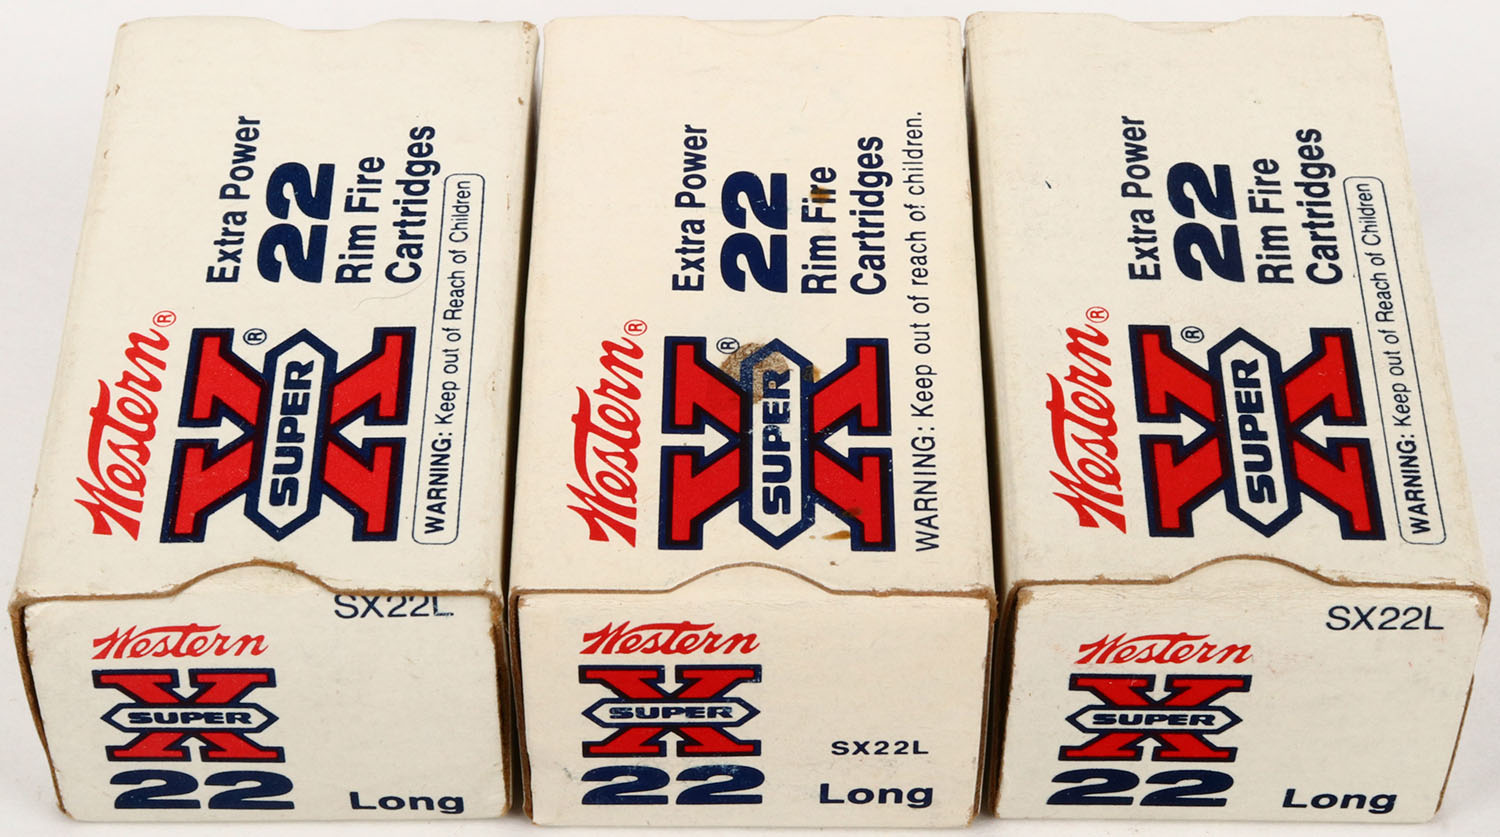 Western®
X®
SUPER
Extra Power
22
Rim Fire
Cartridges
WARNING: Keep out of Reach of Children
SX22L
Western
X
SUPER
22
Long
Western®
X®
SUPER
Extra Power
22
Rim Fire
Cartridges
WARNING: Keep out of reach of children.
Western
X
SUPER
SX22L
22
Long
Western®
X®
SUPER
Extra Power
22
Rim Fire
Cartridges
WARNING: Keep out of Reach of Children
SX22L
Western
X
SUPER
22
Long